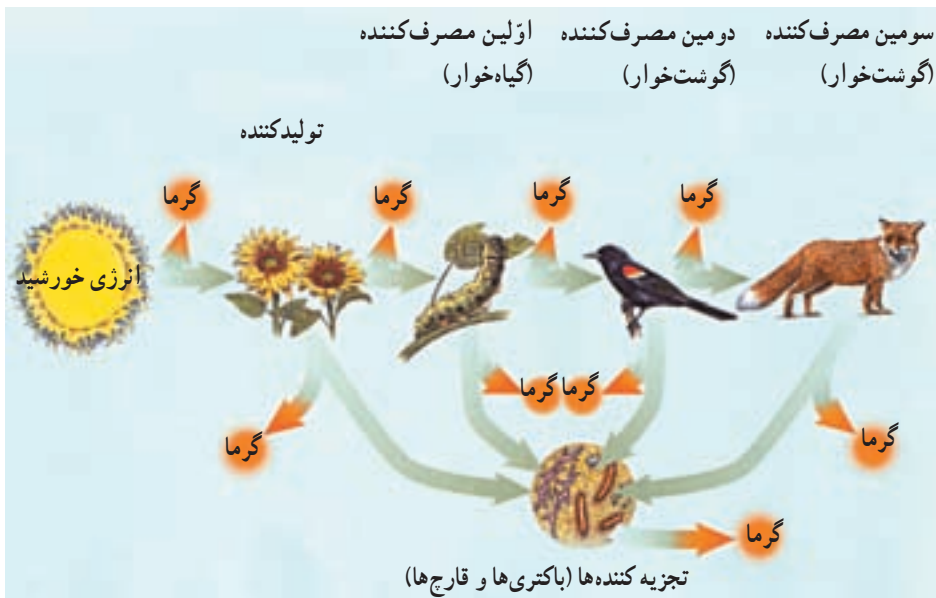 سومین مصرف‌کننده
(گوشت‌خوار)
دومین مصرف‌کننده
(گوشت‌خوار)
اوّلین مصرف‌کننده
(گیاه‌خوار)
تولیدکننده
گرما
گرما
گرما
گرما
انرژی خورشید
گرما
گرما
گرما
گرما
گرما
تجزیه کننده‌ها (باکتری‌ها و قارچ‌ها)